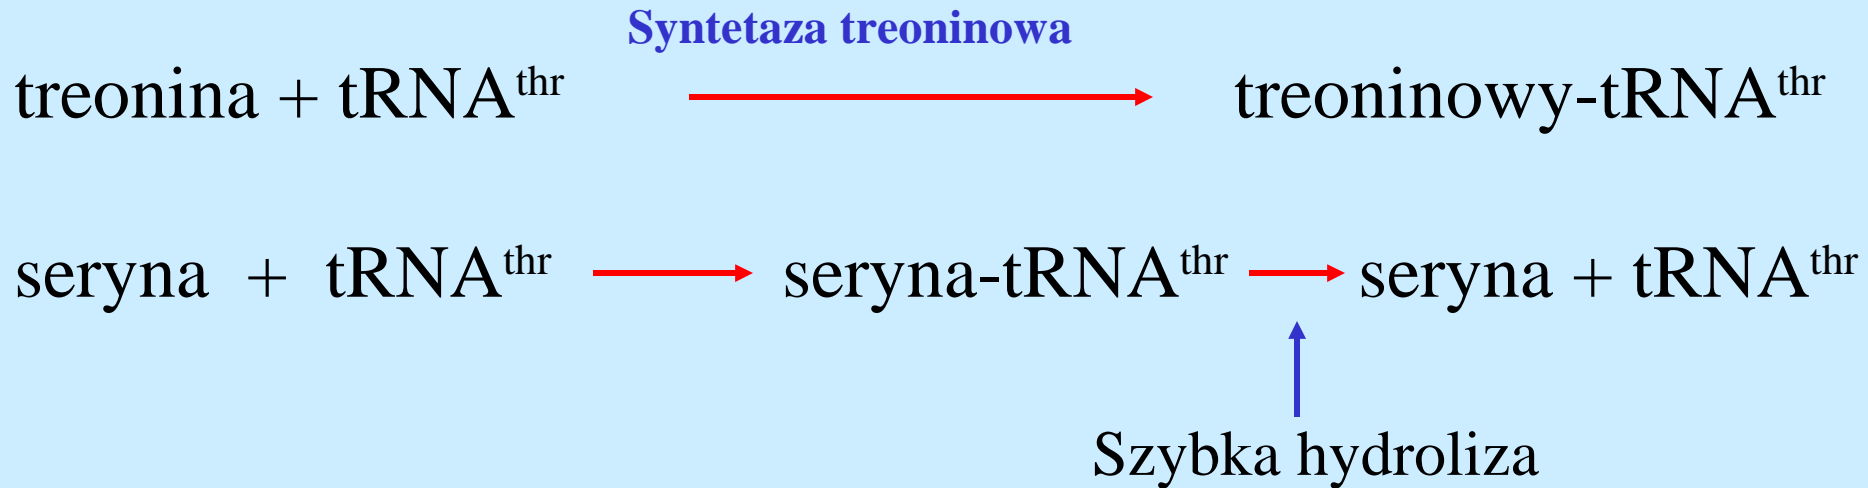 Syntetaza treoninowa
treonina + tRNAᵗʰʳ treoninowy-tRNAᵗʰʳ
seryna + tRNAᵗʰʳ seryna-tRNAᵗʰʳ seryna + tRNAᵗʰʳ
Szybka hydroliza